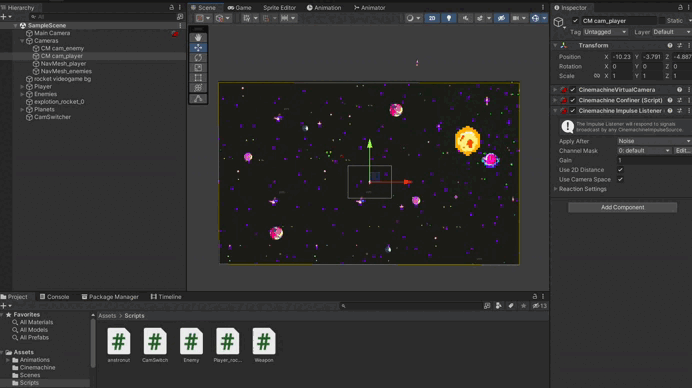 Hierarchy
Scene
Game
Sprite Editor
Animation
Animator
Inspector
All
SampleScene
Main Camera
Cameras
CM cam_enemy
CM cam_player
NavMesh_player
NavMesh_enemies
rocket videogame bg
Player
Enemies
explotion_rocket_0
Planets
CamSwitcher
2D
CM cam_player
Static
Tag Untagged
Layer Default
Transform
Position X -10.23 Y -3.791 Z -4.887
Rotation X 0 Y 0 Z 0
Scale X 1 Y 1 Z 1
CinemachineVirtualCamera
Cinemachine Confiner (Script)
Cinemachine Impulse Listener
The Impulse Listener will respond to signals
broadcast by any CinemachineImpulseSource.
Apply After Noise
Channel Mask 0: default Edit...
Gain 1
Use 2D Distance
Use Camera Space
Reaction Settings
Add Component
Project
Console
Package Manager
Timeline
13
Favorites
All Materials
All Models
All Prefabs
Assets
Animations
Cinemachine
Scenes
Scripts
Assets > Scripts
CamSwitch
Enemy
Player_roc...
Weapon